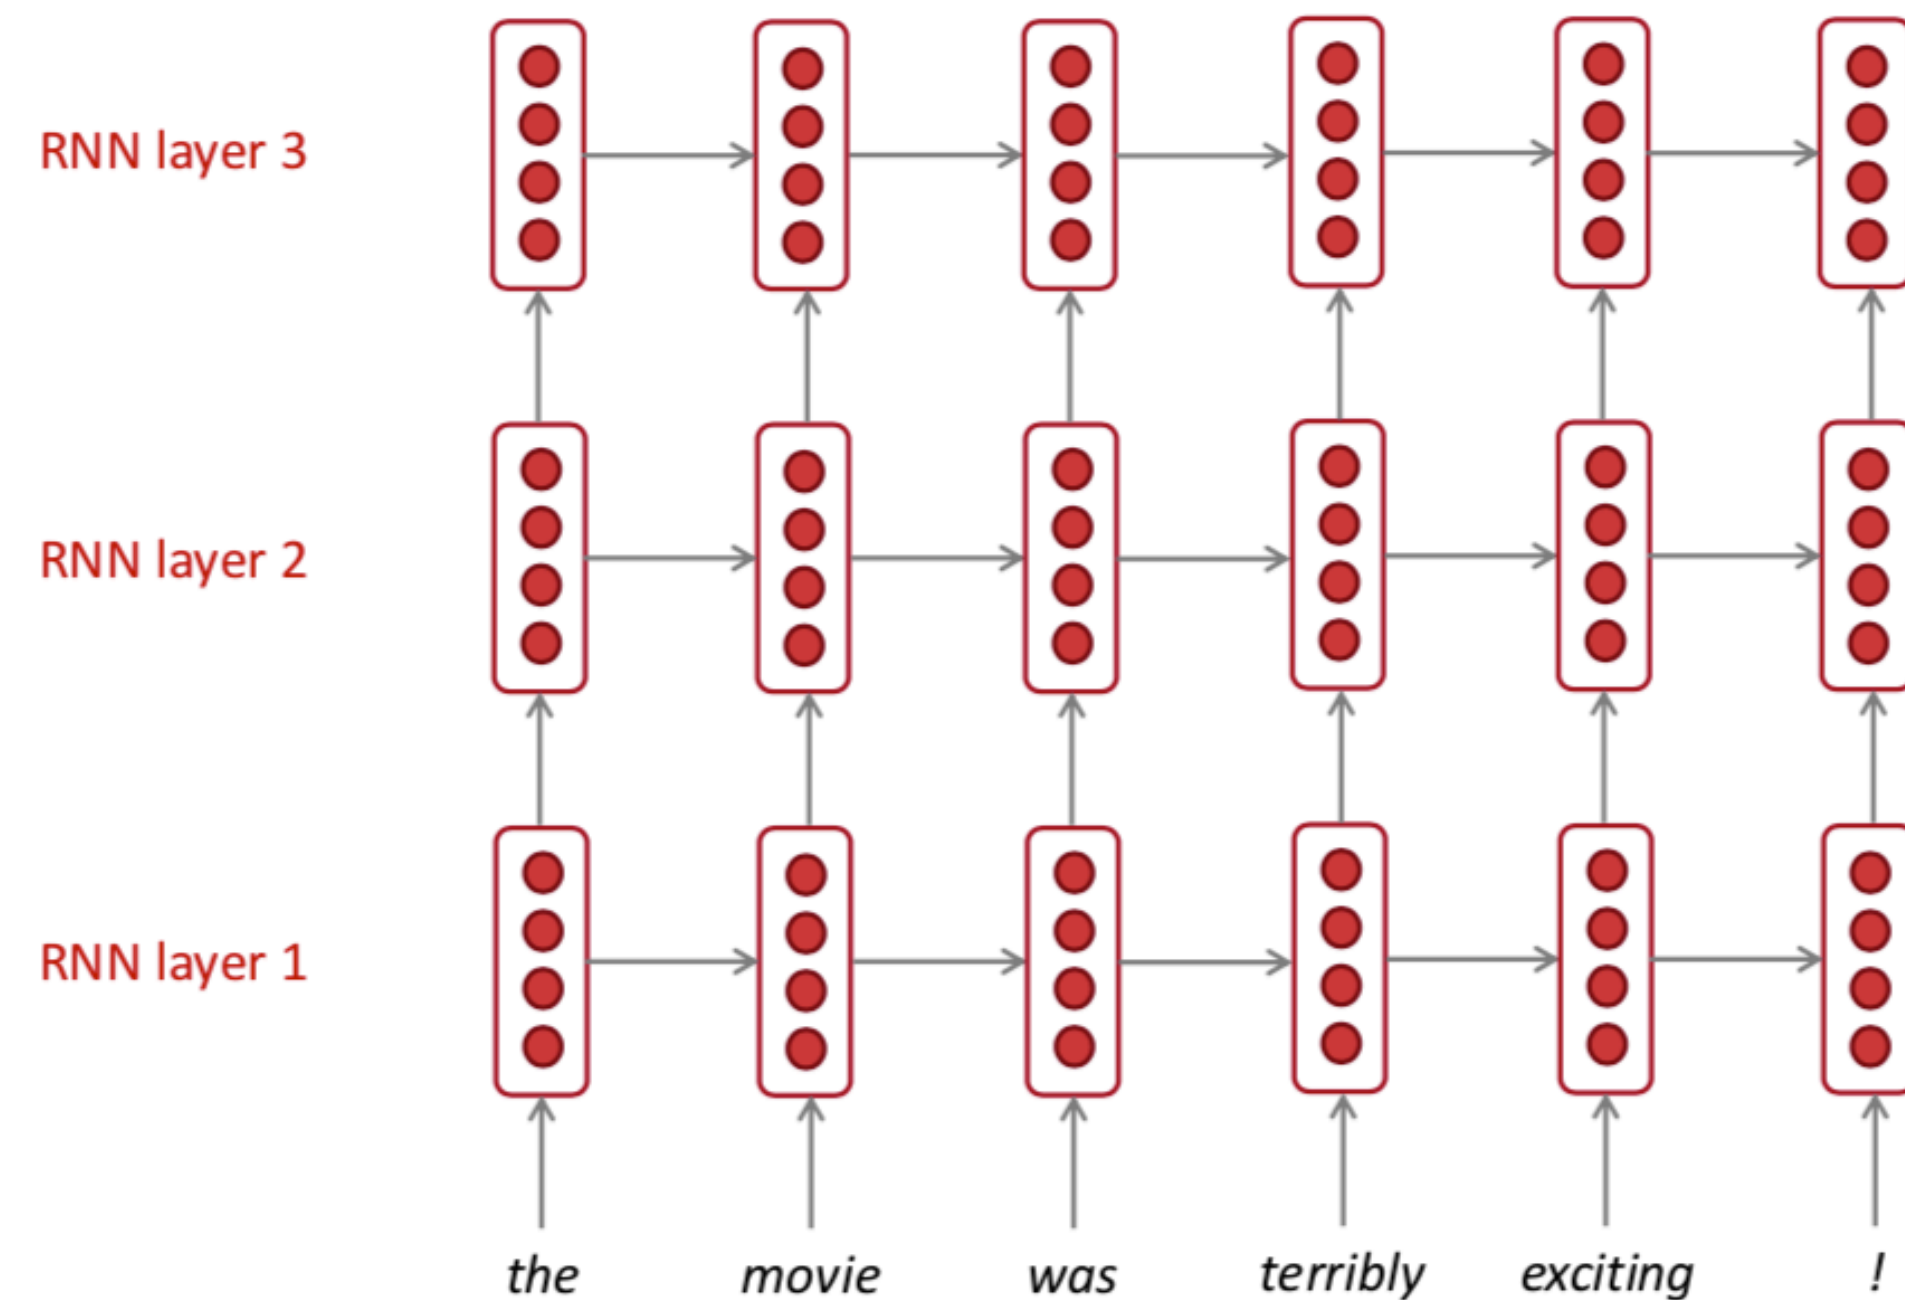 RNN layer 3
RNN layer 2
RNN layer 1
the movie was terribly exciting !